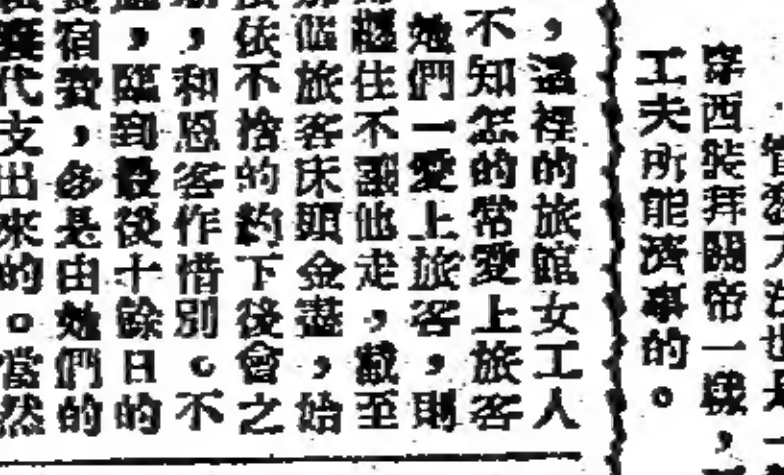 穿西裝拜關帝一般，
工夫所能濟事的。
，這裡的旅館女工人
不知怎的常愛上旅客
她們一愛上旅客，則
纏住不讓他走，甚至
旅客床頭金盡，始
依依不捨的約下後會之
，和恩客作惜別。不
，臨到最後十餘日的
宿費，多是由她們的
代支出來的。當然